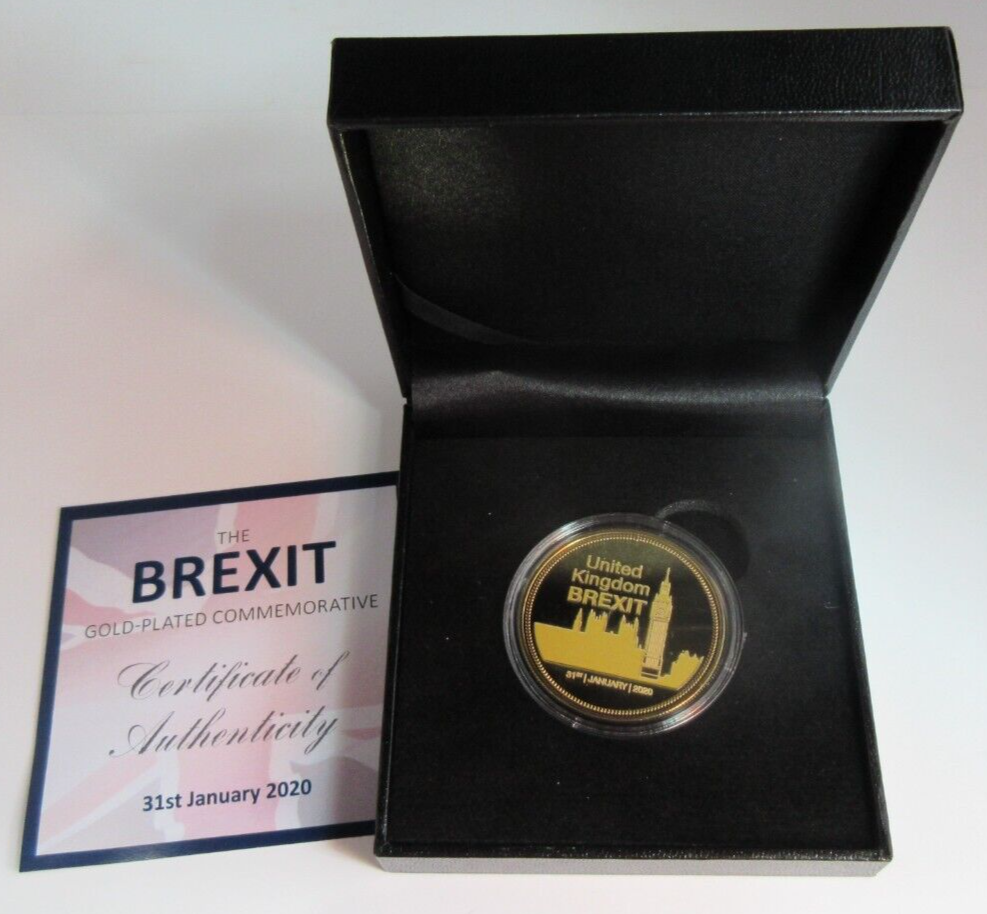 THE
BREXIT
GOLD-PLATED COMMEMORATIVE
Certificate of
Authenticity
31st January 2020
United
Kingdom
BREXIT
31ST | JANUARY | 2020